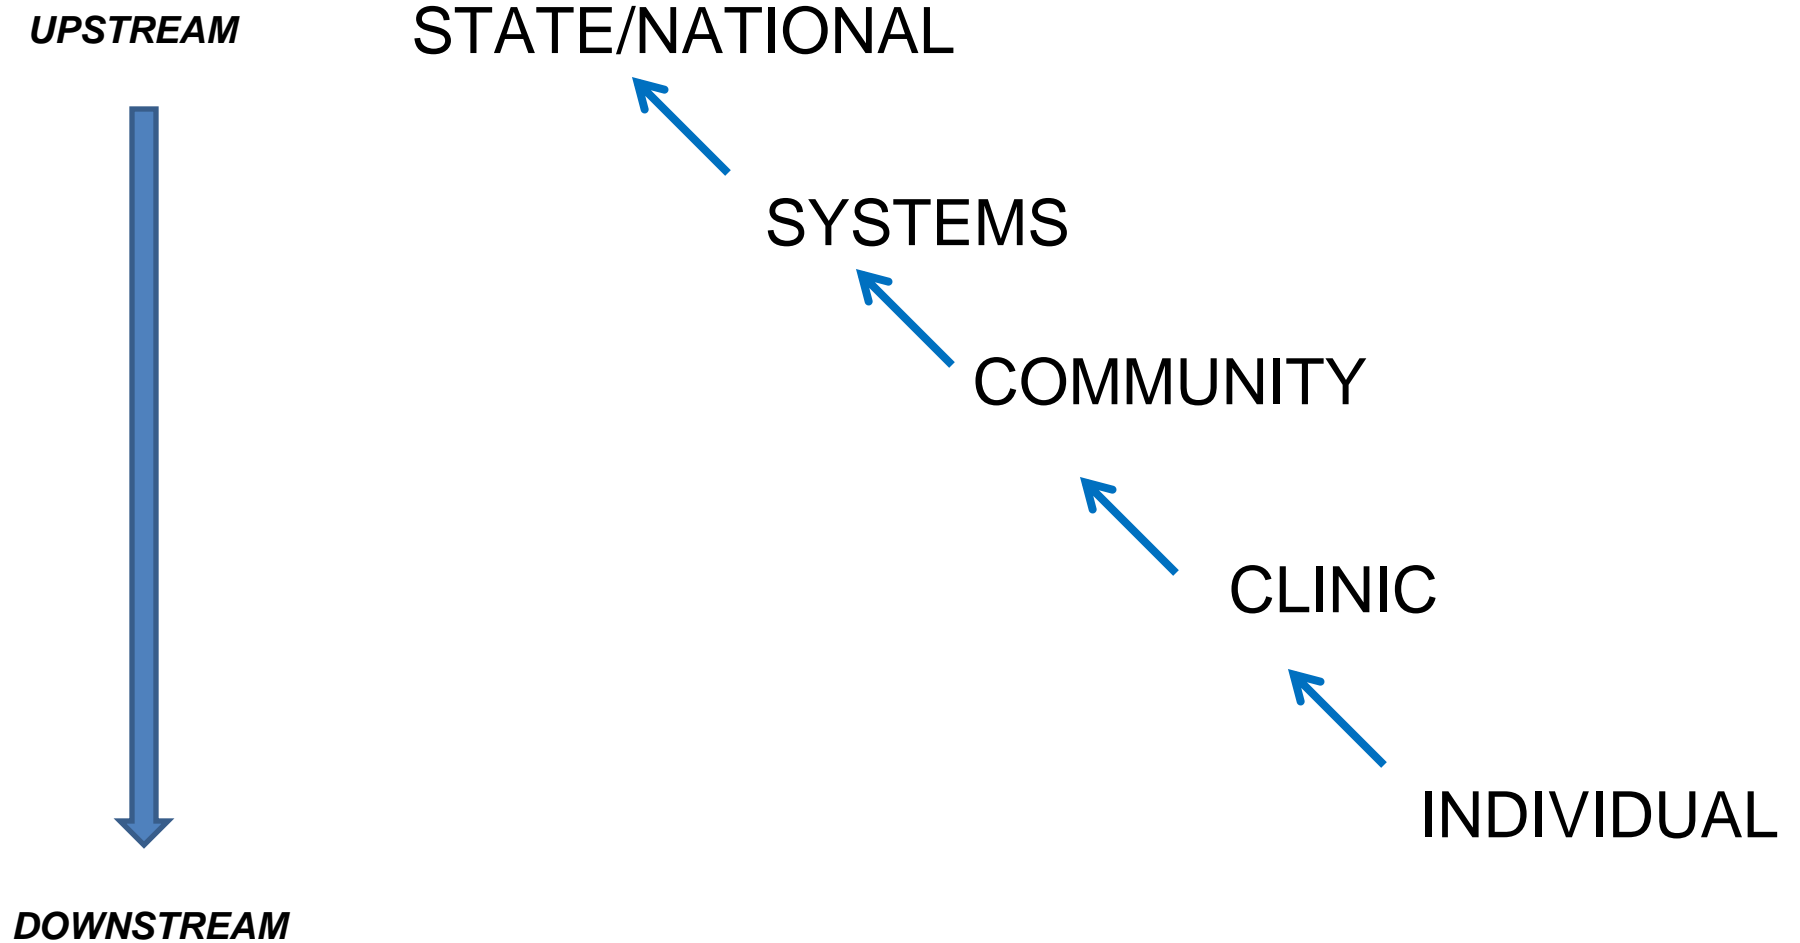 UPSTREAM
STATE/NATIONAL
SYSTEMS
COMMUNITY
CLINIC
INDIVIDUAL
DOWNSTREAM